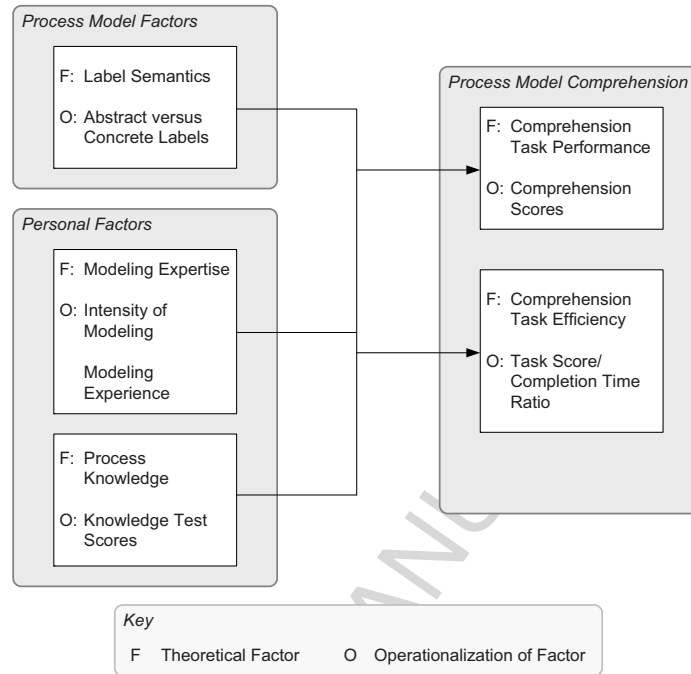 Process Model Factors
F: Label Semantics
O: Abstract versus
Concrete Labels
Personal Factors
F: Modeling Expertise
O: Intensity of
Modeling
Modeling
Experience
F: Process
Knowledge
O: Knowledge Test
Scores
Process Model Comprehension
F: Comprehension
Task Performance
O: Comprehension
Scores
F: Comprehension
Task Efficiency
O: Task Score/
Completion Time
Ratio
Key
F Theoretical Factor O Operationalization of Factor